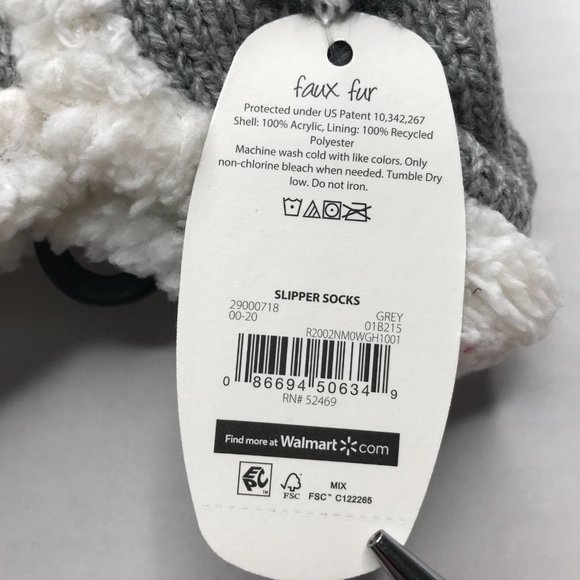 faux fur
Protected under US Patent 10,342,267
Shell: 100% Acrylic, Lining: 100% Recycled
Polyester
Machine wash cold with like colors. Only
non-chlorine bleach when needed. Tumble Dry
low. Do not iron.
SLIPPER SOCKS
29000718 GREY
00-20 01B215
R2002NM0WGH1001
0 86694 50634 9
RN# 52469
Find more at Walmart.com
EPC™
FSC
MIX
FSC™ C122265